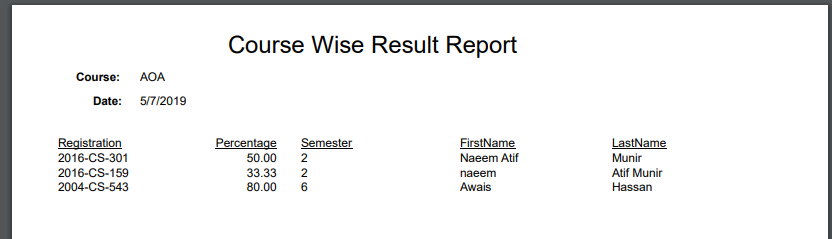 Course Wise Result Report
Course: AOA
Date: 5/7/2019
Registration Percentage Semester FirstName LastName
2016-CS-301 50.00 2 Naeem Atif Munir
2016-CS-159 33.33 2 naeem Atif Munir
2004-CS-543 80.00 6 Awais Hassan